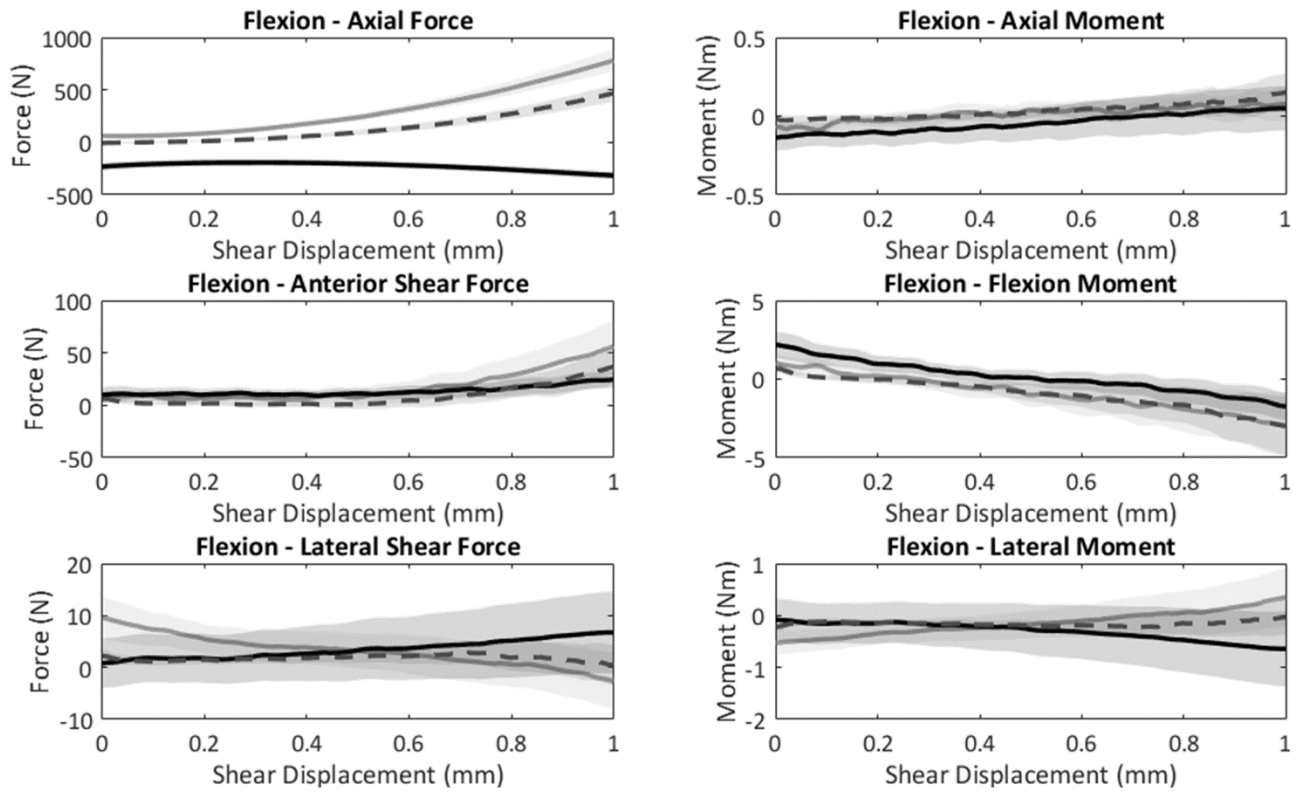 Flexion - Axial Force
Force (N)
1000
500
0
-500
0 0.2 0.4 0.6 0.8 1
Shear Displacement (mm)
Flexion - Axial Moment
Moment (Nm)
0.5
0
-0.5
0 0.2 0.4 0.6 0.8 1
Shear Displacement (mm)
Flexion - Anterior Shear Force
Force (N)
100
50
0
-50
0 0.2 0.4 0.6 0.8 1
Shear Displacement (mm)
Flexion - Flexion Moment
Moment (Nm)
5
0
-5
0 0.2 0.4 0.6 0.8 1
Shear Displacement (mm)
Flexion - Lateral Shear Force
Force (N)
20
10
0
-10
0 0.2 0.4 0.6 0.8 1
Shear Displacement (mm)
Flexion - Lateral Moment
Moment (Nm)
1
0
-1
-2
0 0.2 0.4 0.6 0.8 1
Shear Displacement (mm)